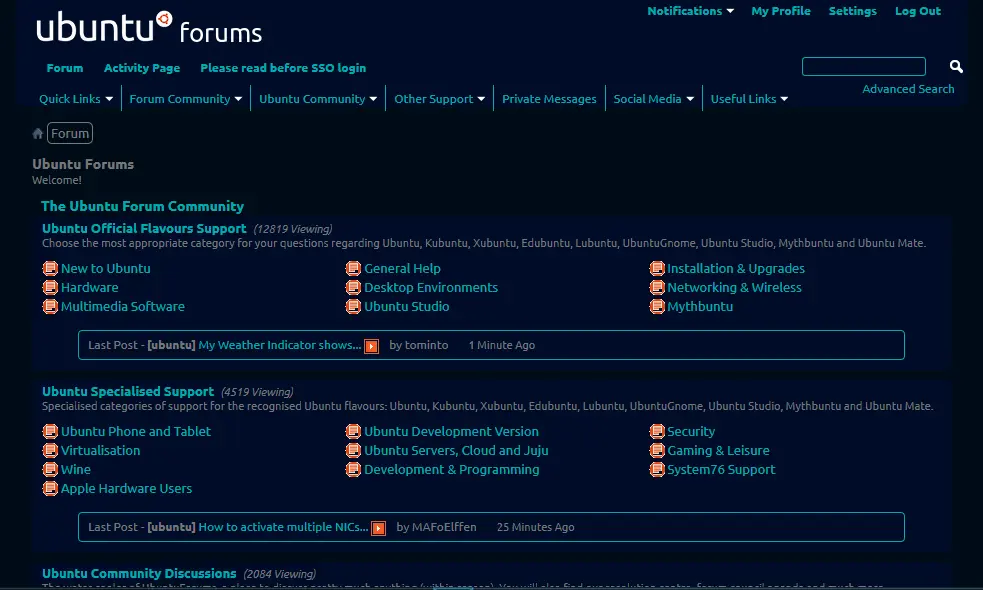 ubuntu forums
Notifications My Profile Settings Log Out
Forum Activity Page Please read before SSO login
Advanced Search
Quick Links Forum Community Ubuntu Community Other Support Private Messages Social Media Useful Links
Forum
Ubuntu Forums
Welcome!
The Ubuntu Forum Community
Ubuntu Official Flavours Support (12819 Viewing)
Choose the most appropriate category for your questions regarding Ubuntu, Kubuntu, Xubuntu, Edubuntu, Lubuntu, UbuntuGnome, Ubuntu Studio, Mythbuntu and Ubuntu Mate.
New to Ubuntu General Help Installation & Upgrades
Hardware Desktop Environments Networking & Wireless
Multimedia Software Ubuntu Studio Mythbuntu
Last Post - [ubuntu] My Weather Indicator shows... by tominto 1 Minute Ago
Ubuntu Specialised Support (4519 Viewing)
Specialised categories of support for the recognised Ubuntu flavours: Ubuntu, Kubuntu, Xubuntu, Edubuntu, Lubuntu, UbuntuGnome, Ubuntu Studio, Mythbuntu and Ubuntu Mate.
Ubuntu Phone and Tablet Ubuntu Development Version Security
Virtualisation Ubuntu Servers, Cloud and Juju Gaming & Leisure
Wine Development & Programming System76 Support
Apple Hardware Users
Last Post - [ubuntu] How to activate multiple NICs... by MAFoElffen 25 Minutes Ago
Ubuntu Community Discussions (2084 Viewing)